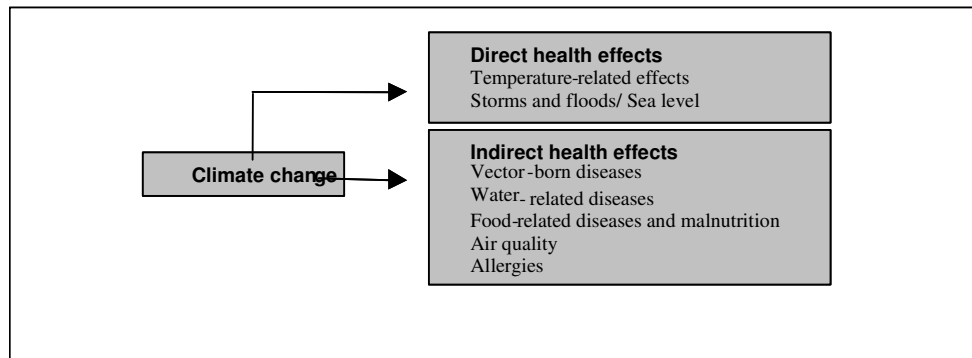 Direct health effects
Temperature-related effects
Storms and floods/ Sea level
Climate change
Indirect health effects
Vector-born diseases
Water- related diseases
Food-related diseases and malnutrition
Air quality
Allergies